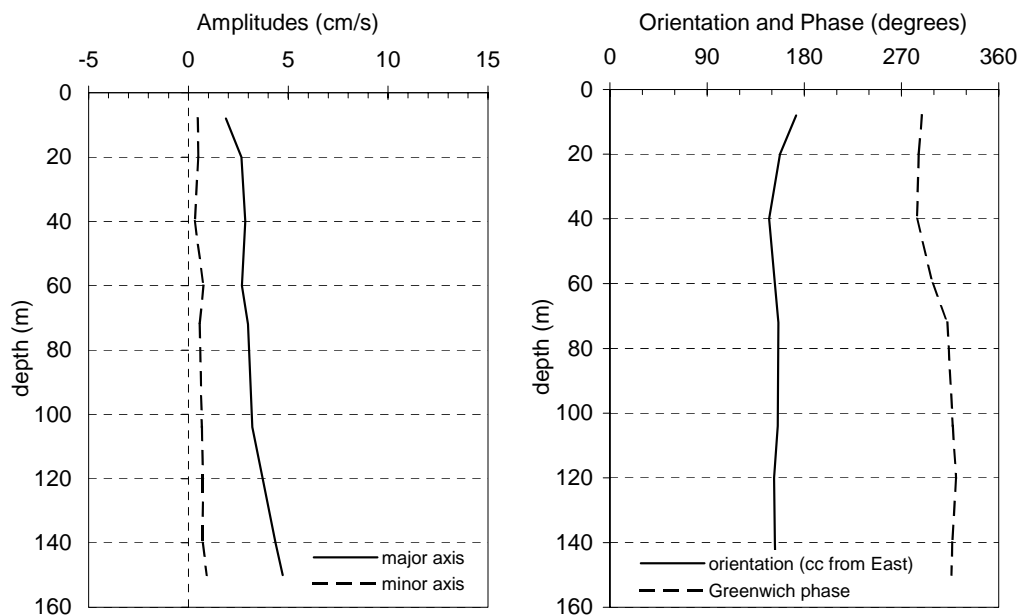 Amplitudes (cm/s)
-5 0 5 10 15
0
20
40
60
80
100
120
140
160
depth (m)
major axis
minor axis
Orientation and Phase (degrees)
0 90 180 270 360
0
20
40
60
80
100
120
140
160
depth (m)
orientation (cc from East)
Greenwich phase